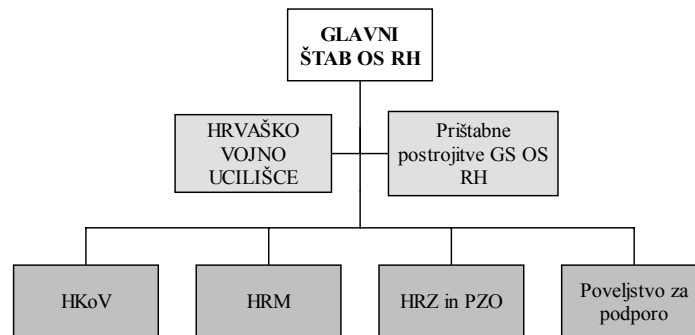 GLAVNI
ŠTAB OS RH
HRVAŠKO
VOJNO
UCILIŠCE
Prištabne
postrojitve GS OS
RH
HKoV
HRM
HRZ in PZO
Poveljstvo za
podporo